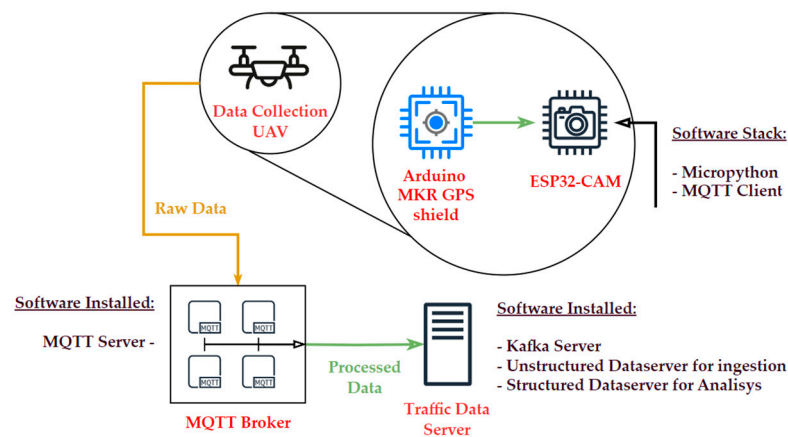 Data Collection
UAV
Arduino
MKR GPS
shield
ESP32-CAM
Software Stack:
- Micropython
- MQTT Client
Raw Data
Software Installed:
MQTT Server -
MQTT
MQTT
MQTT
MQTT
MQTT Broker
Processed
Data
Traffic Data
Server
Software Installed:
- Kafka Server
- Unstructured Dataserver for ingestion
- Structured Dataserver for Analisys